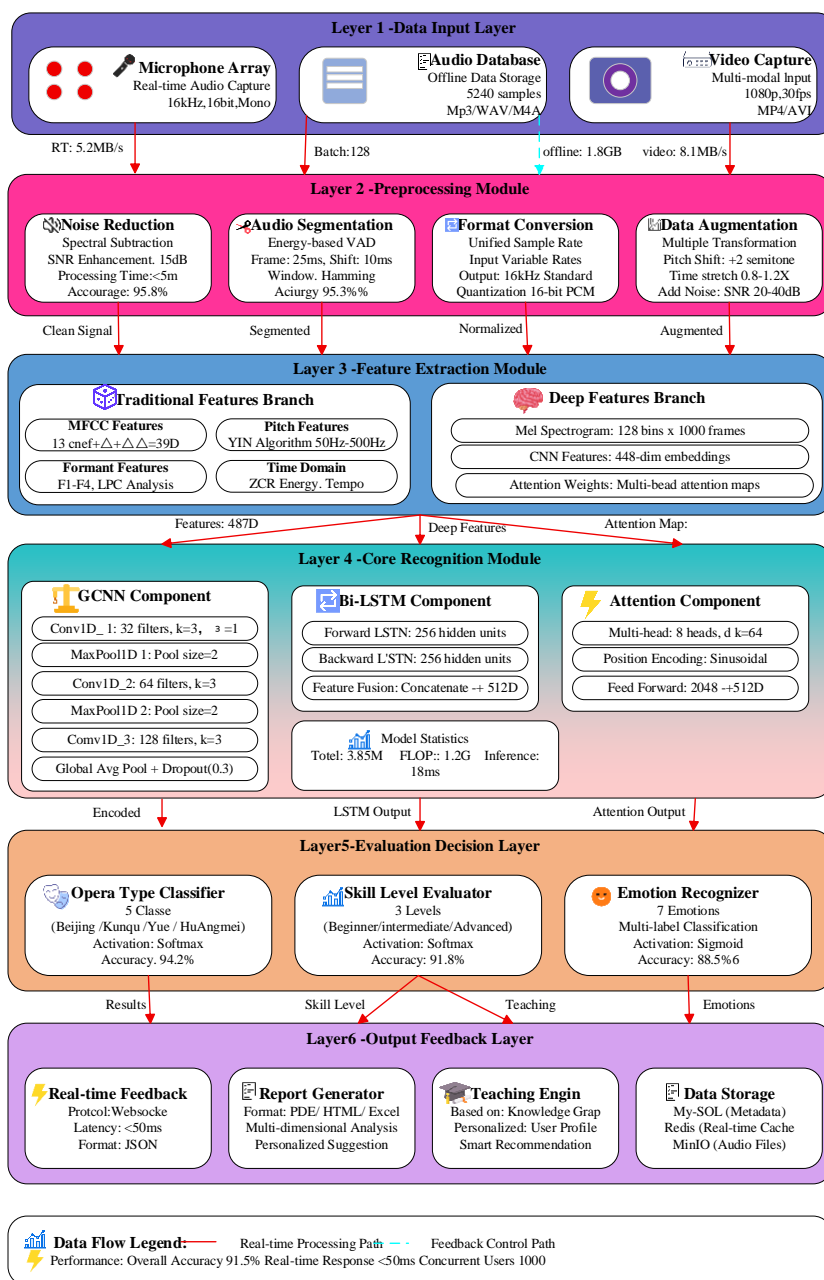 Leyer 1 -Data Input Layer
Microphone Array
Real-time Audio Capture
16kHz,16bit,Mono
Audio Database
Offline Data Storage
5240 samples
Mp3/WAV/M4A
Video Capture
Multi-modal Input
1080p,30fps
MP4/AVI
RT: 5.2MB/s
Batch:128
offline: 1.8GB
video: 8.1MB/s
Layer 2 -Preprocessing Module
Noise Reduction
Spectral Subtraction
SNR Enhancement. 15dB
Processing Time:<5m
Accourage: 95.8%
Audio Segmentation
Energy-based VAD
Frame: 25ms, Shift: 10ms
Window. Hamming
Aciurgy 95.3%%
Format Conversion
Unified Sample Rate
Input Variable Rates
Output: 16kHz Standard
Quantization 16-bit PCM
Data Augmentation
Multiple Transformation
Pitch Shift: +2 semitone
Time stretch 0.8-1.2X
Add Noise: SNR 20-40dB
Clean Signal
Segmented
Normalized
Augmented
Layer 3 -Feature Extraction Module
Traditional Features Branch
MFCC Features
13 cnef+△+△△=39D
Pitch Features
YIN Algorithm 50Hz-500Hz
Formant Features
F1-F4, LPC Analysis
Time Domain
ZCR Energy. Tempo
Deep Features Branch
Mel Spectrogram: 128 bins x 1000 frames
CNN Features: 448-dim embeddings
Attention Weights: Multi-bead attention maps
Features: 487D
Deep Features
Attention Map:
Layer 4 -Core Recognition Module
GCNN Component
Conv1D_ 1: 32 filters, k=3, ₃ =1
MaxPool1D 1: Pool size=2
Conv1D_2: 64 filters, k=3
MaxPool1D 2: Pool size=2
Comv1D_3: 128 filters, k=3
Global Avg Pool + Dropout(0.3)
Bi-LSTM Component
Forward LSTN: 256 hidden units
Backward L'STN: 256 hidden units
Feature Fusion: Concatenate -+ 512D
Attention Component
Multi-head: 8 heads, d k=64
Position Encoding: Sinusoidal
Feed Forward: 2048 -+512D
Model Statistics
Totel: 3.85M FLOP:: 1.2G Inference:
18ms
Encoded
LSTM Output
Attention Output
Layer5-Evaluation Decision Layer
Opera Type Classifier
5 Classe
(Beijing /Kunqu /Yue / HuAngmei)
Activation: Softmax
Accuracy. 94.2%
Skill Level Evaluator
3 Levels
(Beginner/intermediate/Advanced)
Activation: Softmax
Accuracy: 91.8%
Emotion Recognizer
7 Emotions
Multi-label Classification
Activation: Sigmoid
Accuracy: 88.5%6
Results
Skill Level
Teaching
Emotions
Layer6 -Output Feedback Layer
Real-time Feedback
Protcol:Websocke
Latency: <50ms
Format: JSON
Report Generator
Format: PDE/ HTML/ Excel
Multi-dimensional Analysis
Personalized Suggestion
Teaching Engin
Based on: Knowledge Grap
Personalized: User Profile
Smart Recommendation
Data Storage
My-SOL (Metadata)
Redis (Real-time Cache
MinIO (Audio Files)
Data Flow Legend: Real-time Processing Path Feedback Control Path
Performance: Overall Accuracy 91.5% Real-time Response <50ms Concurrent Users 1000